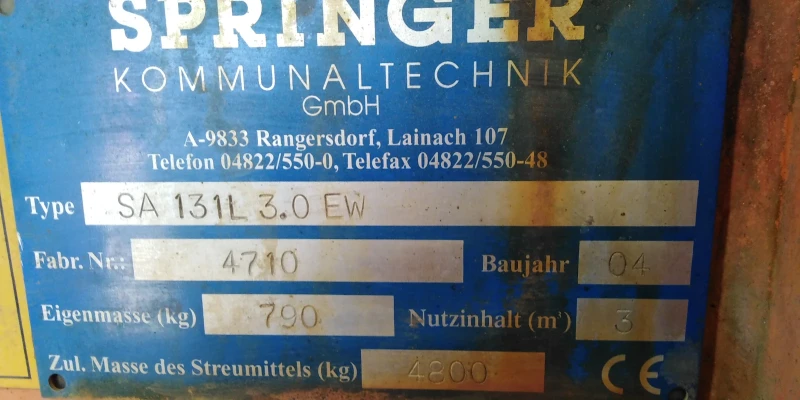 SPRINGER
KOMMUNALTECHNIK
GmbH
A-9833 Rangersdorf, Lainach 107
Telefon 04822/550-0, Telefax 04822/550-48
Type SA 131L 3.0 EW
Fabr. Nr.: 4710 Baujahr 04
Eigenmasse (kg) 790 Nutzinhalt (m³) 3
Zul. Masse des Streumittels (kg) 4800 CE